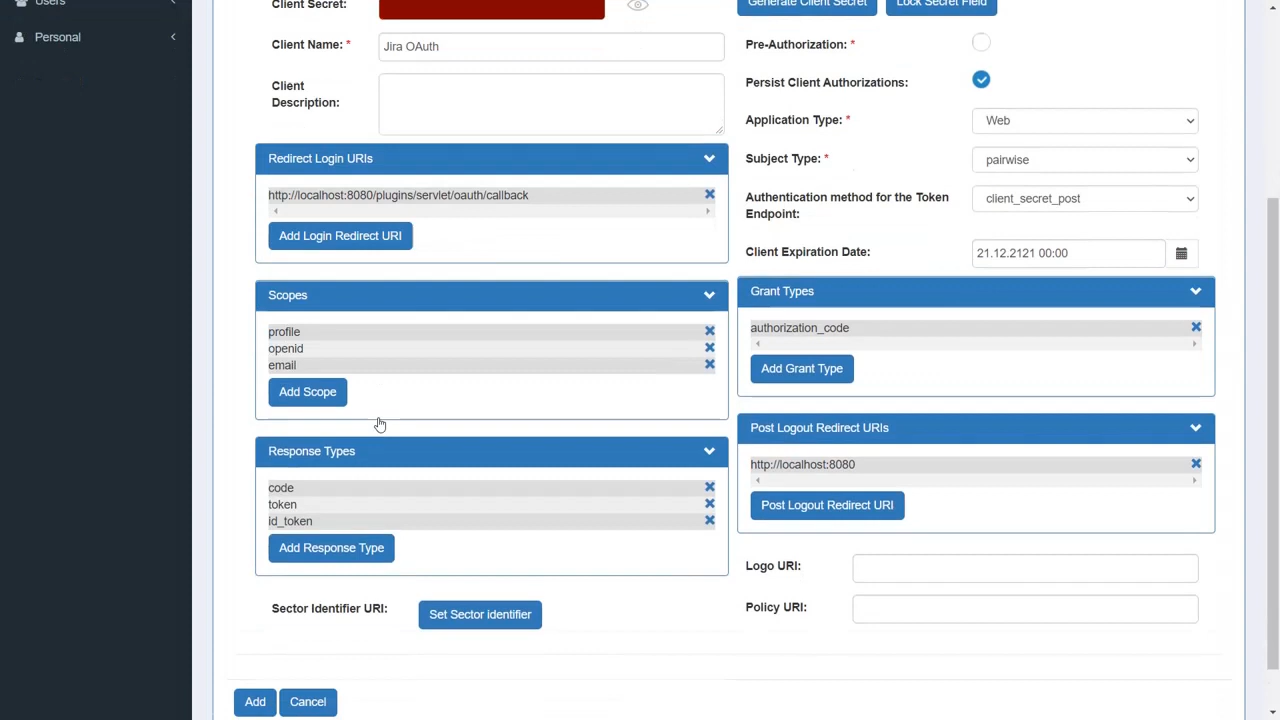 Users
Personal
Client Secret:
Generate Client Secret
Lock Secret Field
Client Name: *
Jira OAuth
Pre-Authorization: *
Client
Description:
Persist Client Authorizations:
Application Type: *
Web
Redirect Login URIs
Subject Type: *
pairwise
http://localhost:8080/plugins/servlet/oauth/callback
Add Login Redirect URI
Authentication method for the Token
Endpoint:
client_secret_post
Client Expiration Date:
21.12.2121 00:00
Scopes
profile
openid
email
Add Scope
Grant Types
authorization_code
Add Grant Type
Response Types
code
token
id_token
Add Response Type
Post Logout Redirect URIs
http://localhost:8080
Post Logout Redirect URI
Sector Identifier URI:
Set Sector identifier
Logo URI:
Policy URI:
Add
Cancel